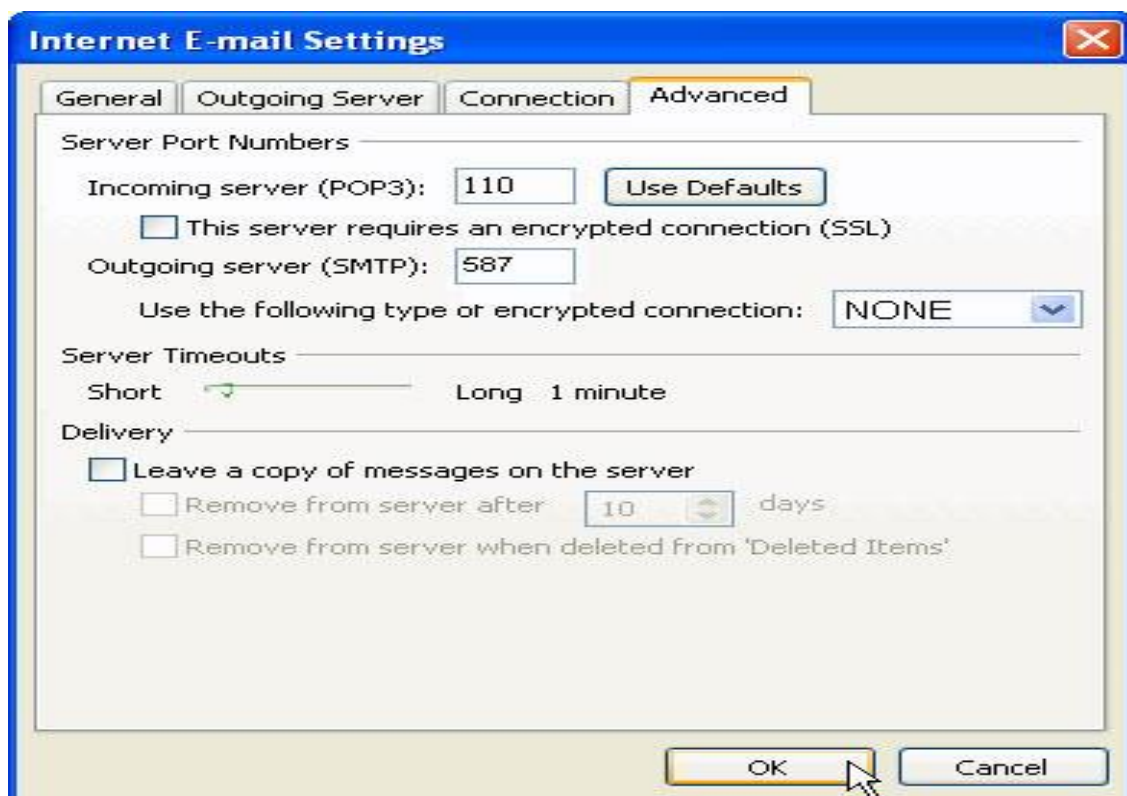 Internet E-mail Settings
General Outgoing Server Connection Advanced
Server Port Numbers
Incoming server (POP3): 110 Use Defaults
This server requires an encrypted connection (SSL)
Outgoing server (SMTP): 587
Use the following type of encrypted connection: NONE
Server Timeouts
Short Long 1 minute
Delivery
Leave a copy of messages on the server
Remove from server after 10 days
Remove from server when deleted from 'Deleted Items'
OK Cancel